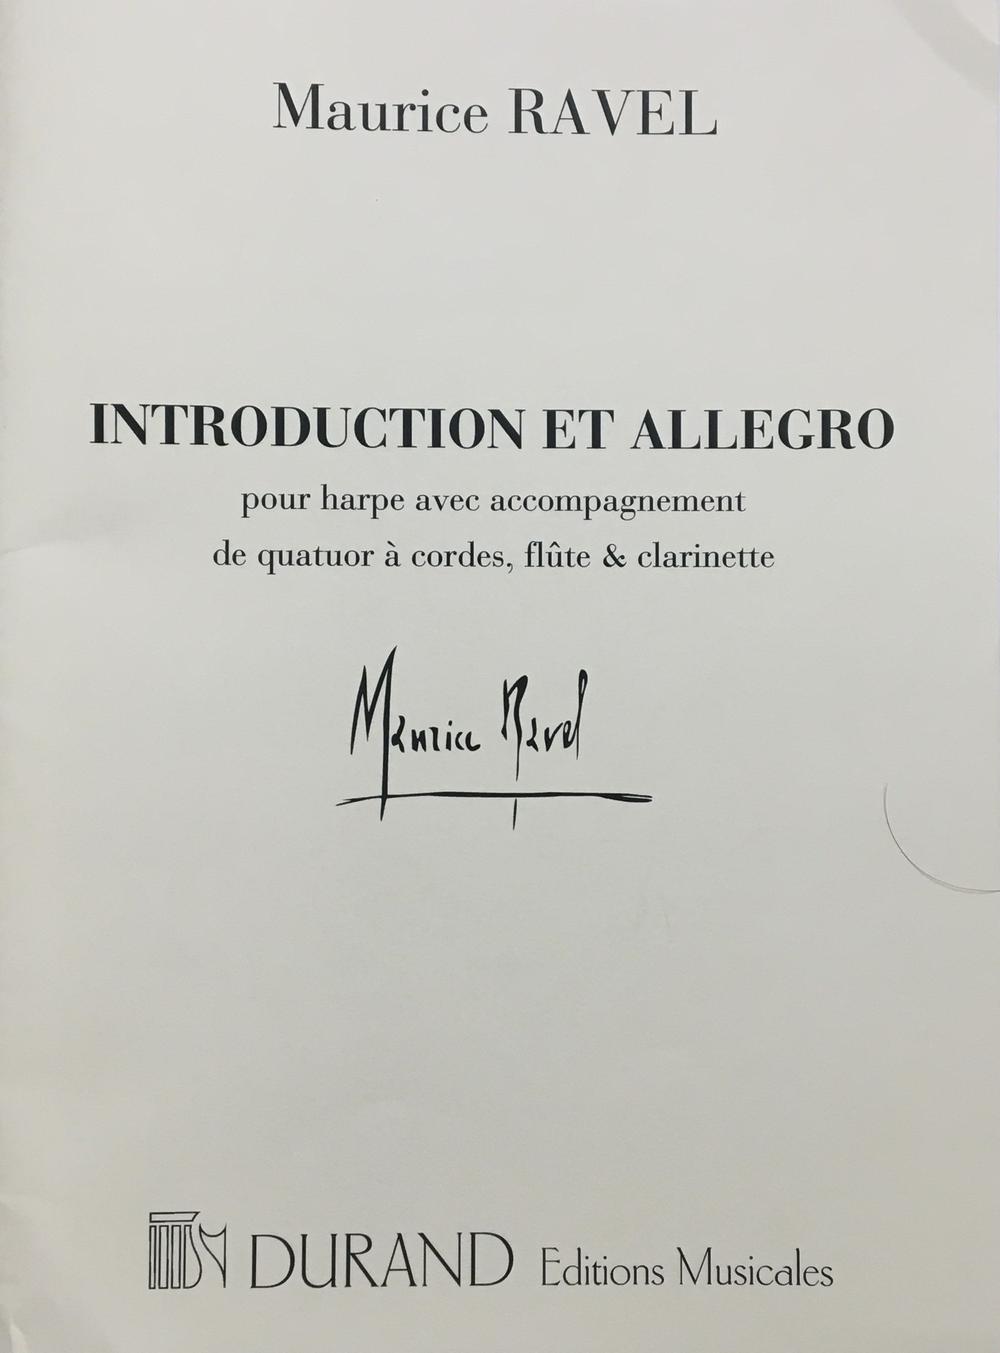 Maurice RAVEL
INTRODUCTION ET ALLEGRO
pour harpe avec accompagnement
de quatuor à cordes, flûte & clarinette
Maurice Ravel
DURAND Editions Musicales